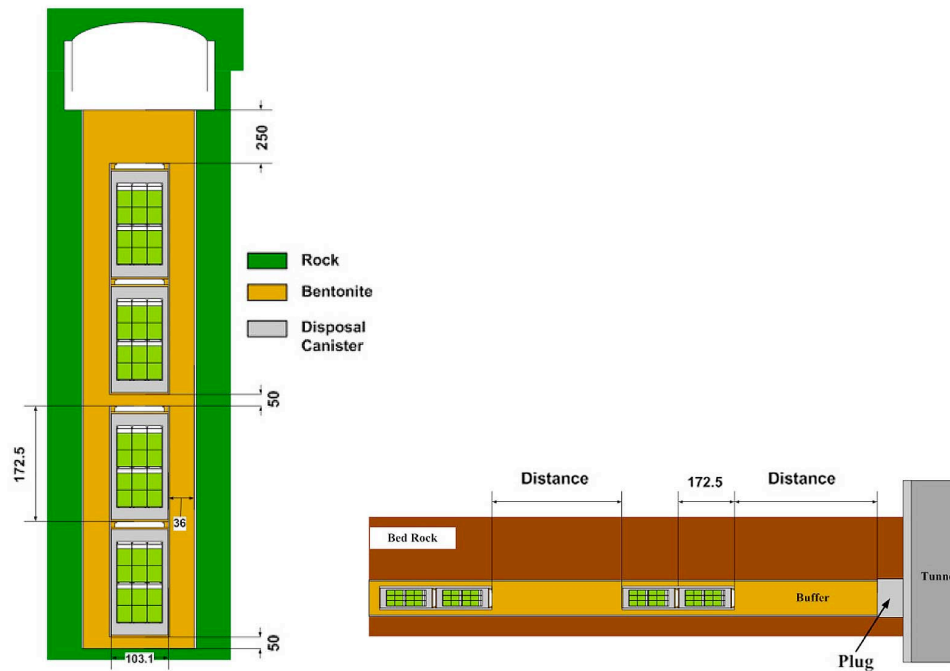 250
Rock
Bentonite
Disposal
Canister
50
172.5
36
50
103.1
Distance
172.5
Distance
Bed Rock
Buffer
Tunne
Plug